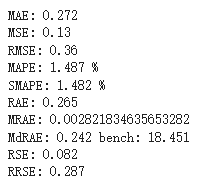 MAE: 0.272
MSE: 0.13
RMSE: 0.36
MAPE: 1.487 %
SMAPE: 1.482 %
RAE: 0.265
MRAE: 0.002821834635653282
MdRAE: 0.242 bench: 18.451
RSE: 0.082
RRSE: 0.287